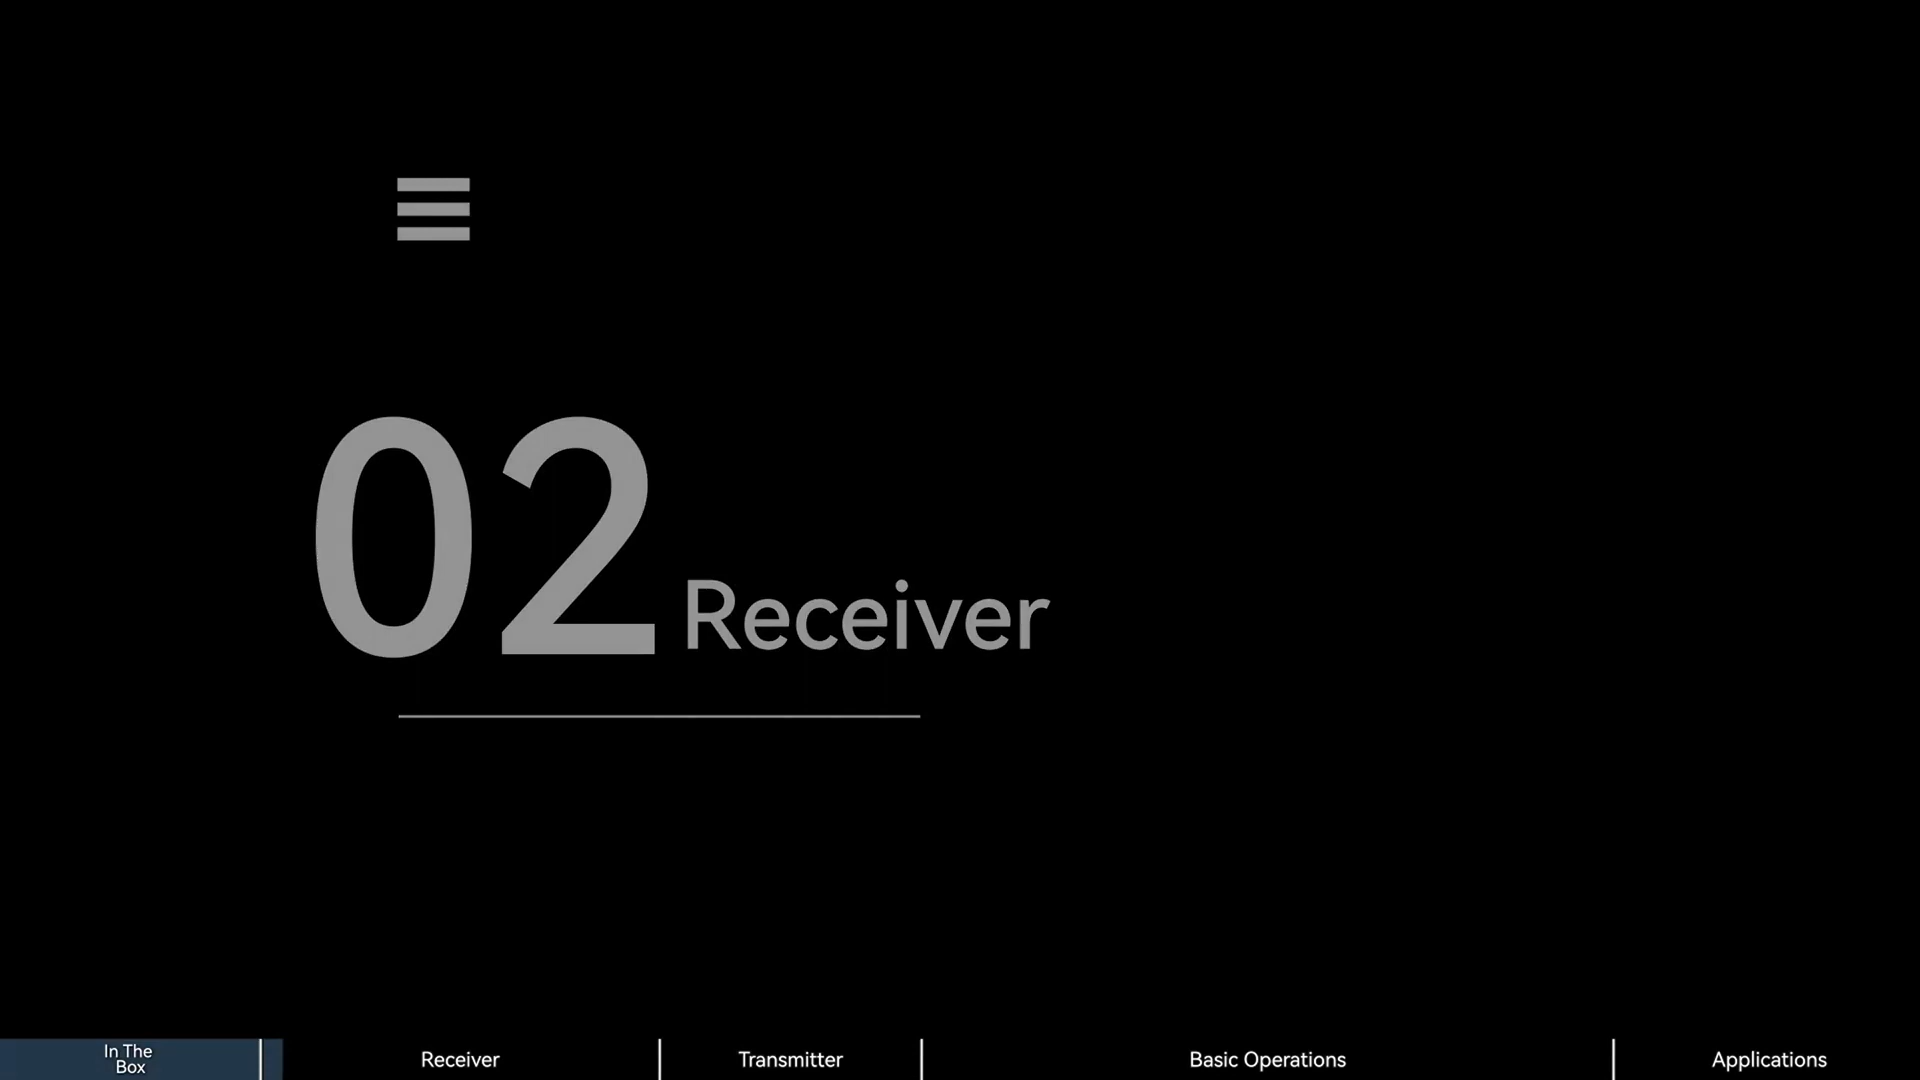 02 Receiver
In The
Box
Receiver
Transmitter
Basic Operations
Applications